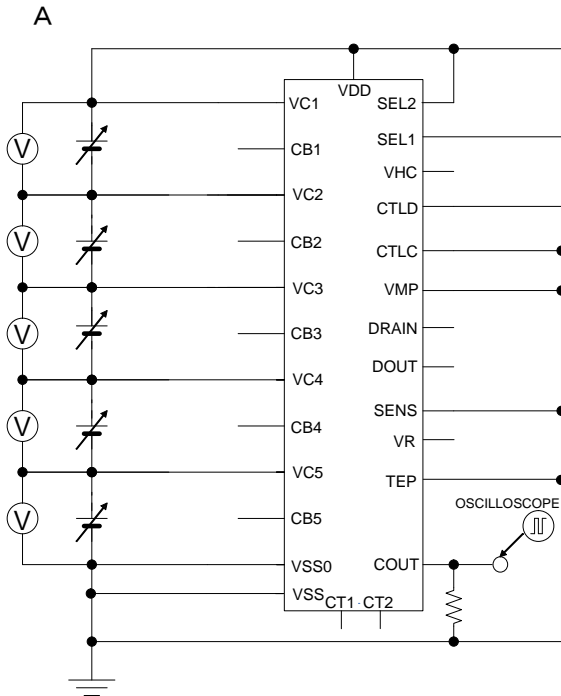 A
VDD
VC1
SEL2
V
CB1
SEL1
VHC
VC2
CTLD
V
CB2
CTLC
VC3
VMP
V
CB3
DRAIN
DOUT
VC4
SENS
V
CB4
VR
VC5
TEP
OSCILLOSCOPE
V
CB5
VSS0
COUT
VSS
CT1
CT2